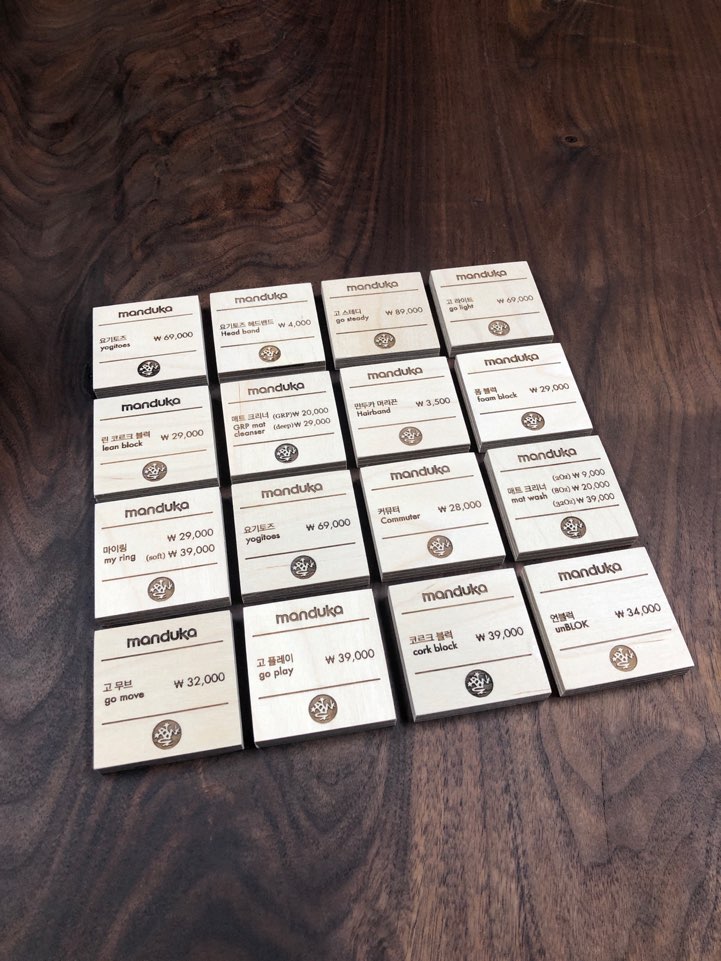 manduka
요기토즈
yogitoes
₩ 69,000
manduka
요기토즈 헤드밴드
Head band
₩ 4,000
manduka
고 스테디
go steady
₩ 89,000
manduka
고 라이트
go light
₩ 69,000
manduka
린 코르크 블럭
lean block
₩ 29,000
manduka
매트 크리너 (GRP)₩ 20,000
GRP mat
cleanser (deep)₩ 29,000
manduka
만두카 머리끈
Hairband
₩ 3,500
manduka
폼 블럭
foam block
₩ 29,000
manduka
마이링 ₩ 29,000
my ring (soft) ₩ 39,000
manduka
요기토즈
yogitoes
₩ 69,000
manduka
커뮤터
Commuter
₩ 28,000
manduka
매트 크리너
mat wash
(2Oz) ₩ 9,000
(8Oz) ₩ 20,000
(32Oz) ₩ 39,000
manduka
고 무브
go move
₩ 32,000
manduka
고 플레이
go play
₩ 39,000
manduka
코르크 블럭
cork block
₩ 39,000
manduka
언블럭
unBLOK
₩ 34,000